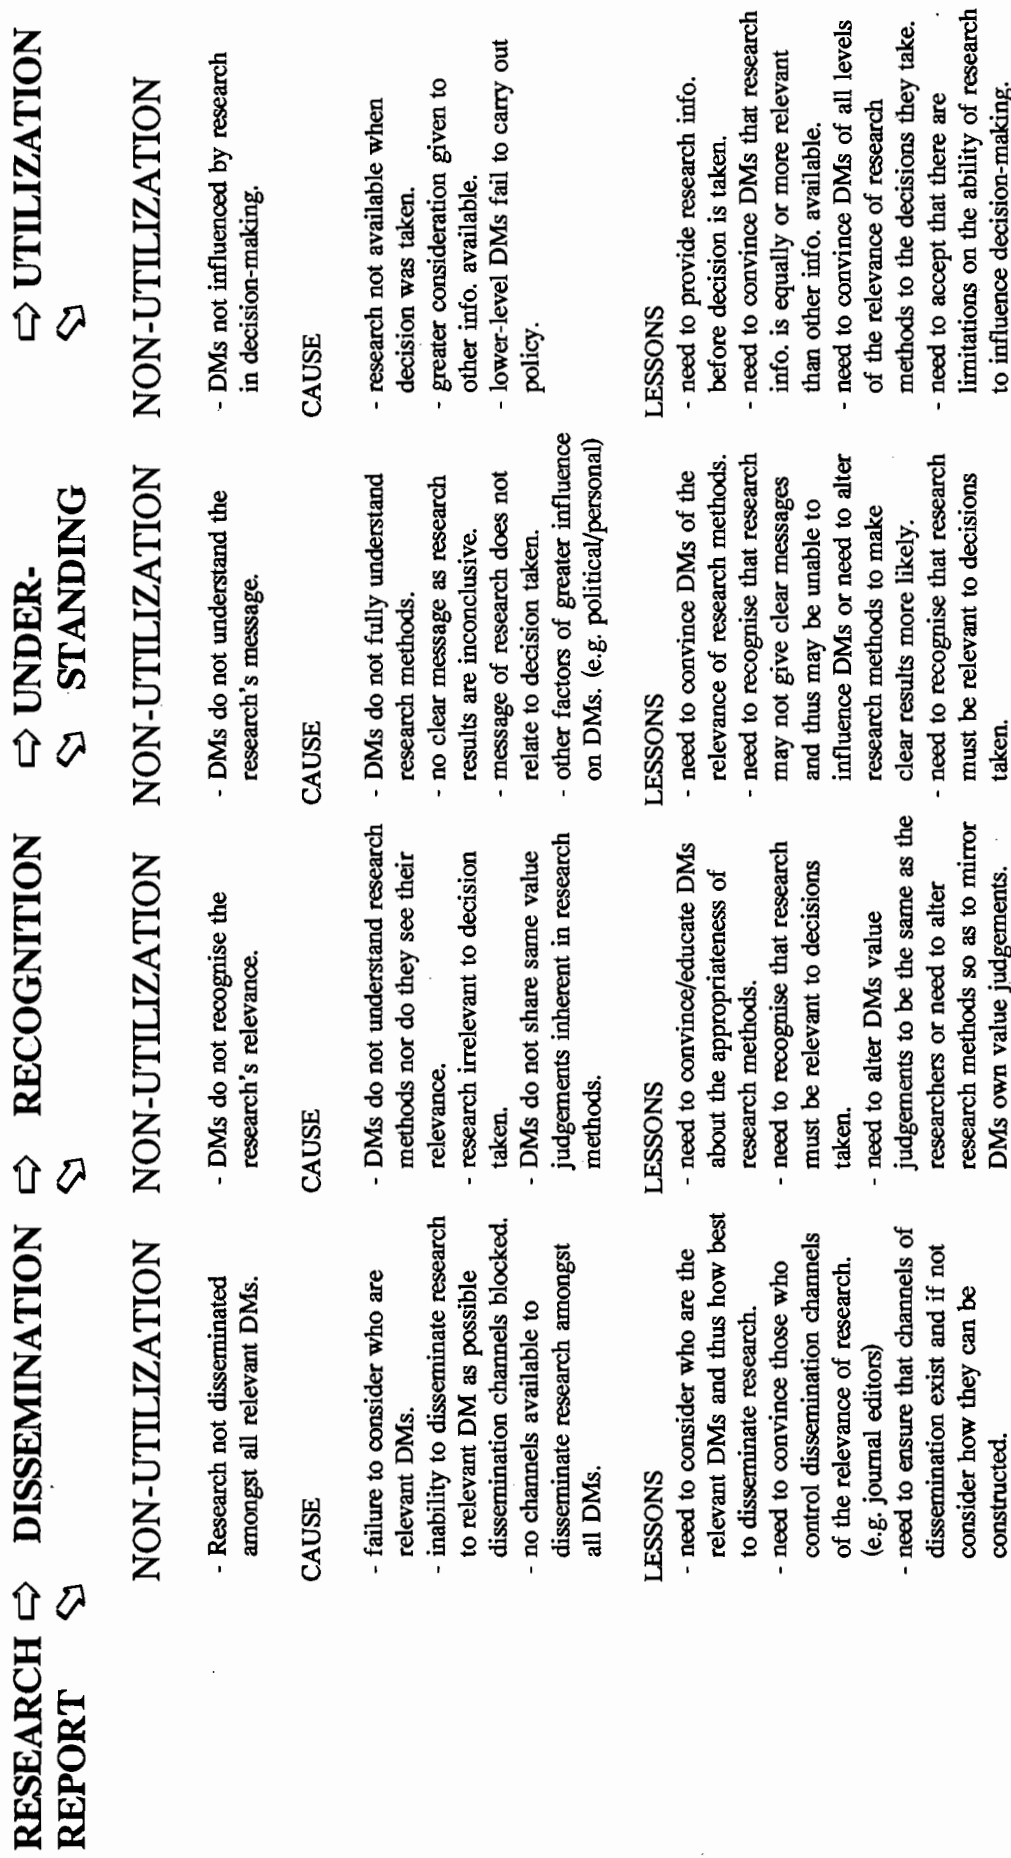 RESEARCH ⇨ DISSEMINATION ⇨ RECOGNITION ⇨ UNDER- ⇨ UTILIZATION
REPORT STANDING
NON-UTILIZATION
- Research not disseminated
amongst all relevant DMs.
CAUSE
- failure to consider who are
relevant DMs.
- inability to disseminate research
to relevant DM as possible
dissemination channels blocked.
- no channels available to
disseminate research amongst
all DMs.
LESSONS
- need to consider who are the
relevant DMs and thus how best
to disseminate research.
- need to convince those who
control dissemination channels
of the relevance of research.
(e.g. journal editors)
- need to ensure that channels of
dissemination exist and if not
consider how they can be
constructed.
NON-UTILIZATION
- DMs do not recognise the
research's relevance.
CAUSE
- DMs do not understand research
methods nor do they see their
relevance.
- research irrelevant to decision
taken.
- DMs do not share same value
judgements inherent in research
methods.
LESSONS
- need to convince/educate DMs
about the appropriateness of
research methods.
- need to recognise that research
must be relevant to decisions
taken.
- need to alter DMs value
judgements to be the same as the
researchers or need to alter
research methods so as to mirror
DMs own value judgements.
NON-UTILIZATION
- DMs do not understand the
research's message.
CAUSE
- DMs do not fully understand
research methods.
- no clear message as research
results are inconclusive.
- message of research does not
relate to decision taken.
- other factors of greater influence
on DMs. (e.g. political/personal)
LESSONS
- need to convince DMs of the
relevance of research methods.
- need to recognise that research
may not give clear messages
and thus may be unable to
influence DMs or need to alter
research methods to make
clear results more likely.
- need to recognise that research
must be relevant to decisions
taken.
NON-UTILIZATION
- DMs not influenced by research
in decision-making.
CAUSE
- research not available when
decision was taken.
- greater consideration given to
other info. available.
- lower-level DMs fail to carry out
policy.
LESSONS
- need to provide research info.
before decision is taken.
- need to convince DMs that research
info. is equally or more relevant
than other info. available.
- need to convince DMs of all levels
of the relevance of research
methods to the decisions they take.
- need to accept that there are
limitations on the ability of research
to influence decision-making.